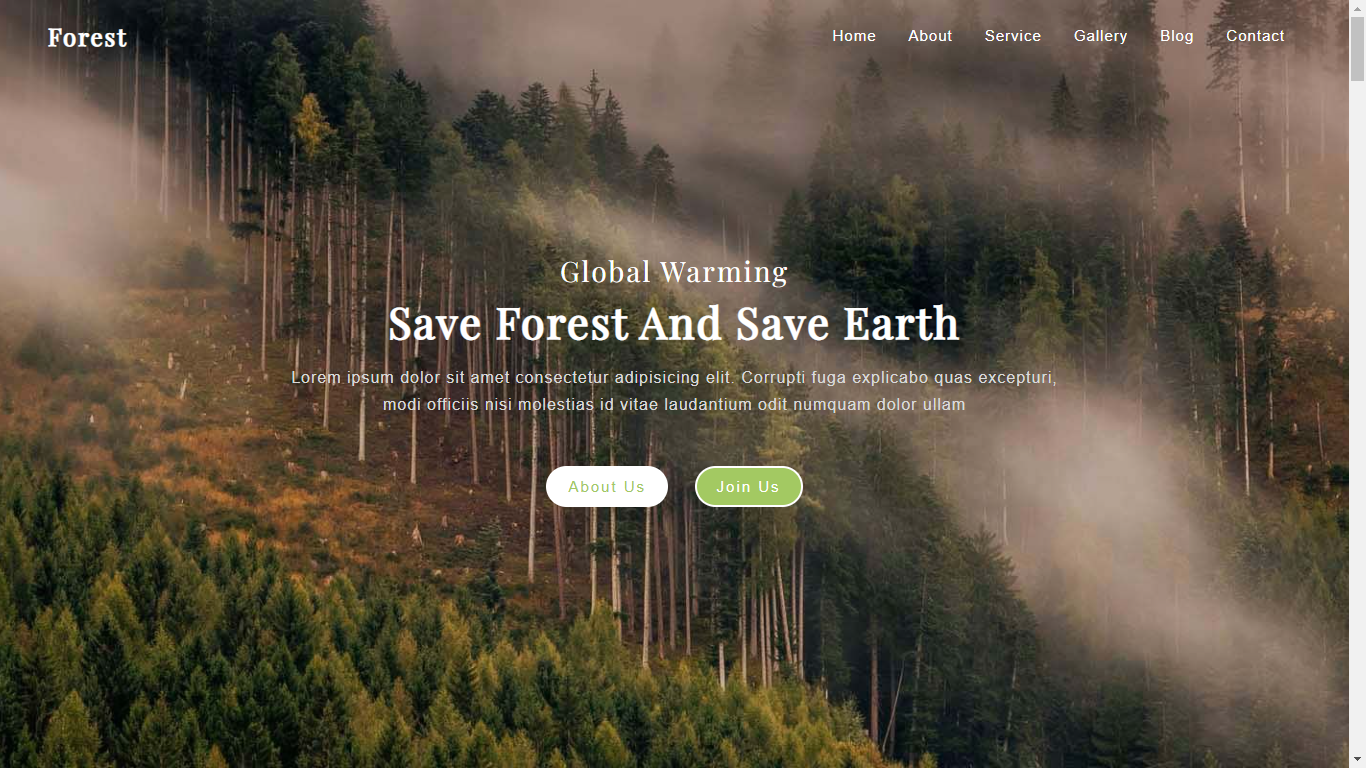 Forest
Home About Service Gallery Blog Contact
Global Warming
Save Forest And Save Earth
Lorem ipsum dolor sit amet consectetur adipisicing elit. Corrupti fuga explicabo quas excepturi,
modi officiis nisi molestias id vitae laudantium odit numquam dolor ullam
About Us
Join Us